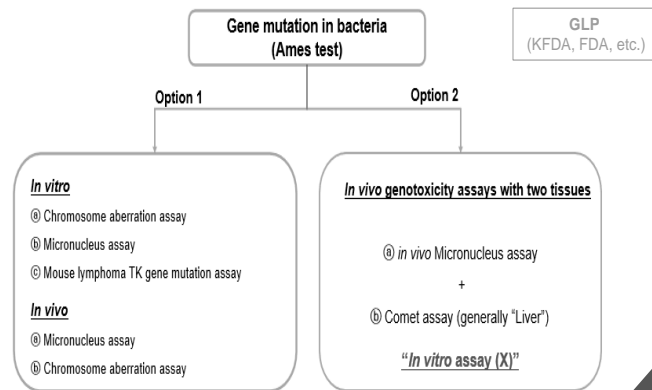 Gene mutation in bacteria
(Ames test)
GLP
(KFDA, FDA, etc.)
Option 1
Option 2
In vitro
ⓐ Chromosome aberration assay
ⓑ Micronucleus assay
ⓒ Mouse lymphoma TK gene mutation assay
In vivo
ⓐ Micronucleus assay
ⓑ Chromosome aberration assay
In vivo genotoxicity assays with two tissues
ⓐ in vivo Micronucleus assay
+
ⓑ Comet assay (generally “Liver”)
“In vitro assay (X)”